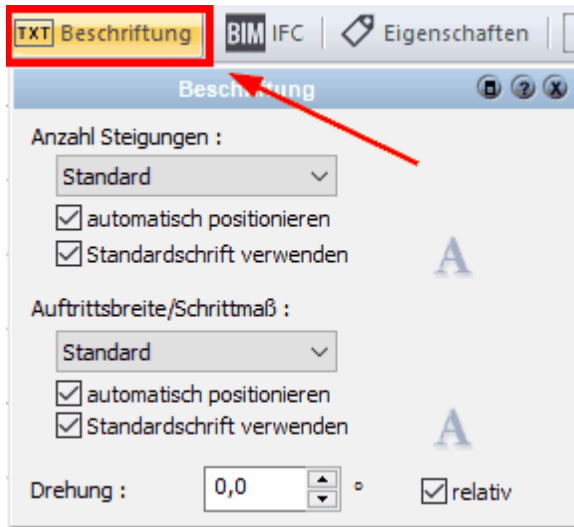 TXT Beschriftung BIM IFC Eigenschaften
Beschriftung
Anzahl Steigungen :
Standard
automatisch positionieren
Standardschrift verwenden
A
Auftrittsbreite/Schrittmaß :
Standard
automatisch positionieren
Standardschrift verwenden
A
Drehung : 0,0 ° relativ